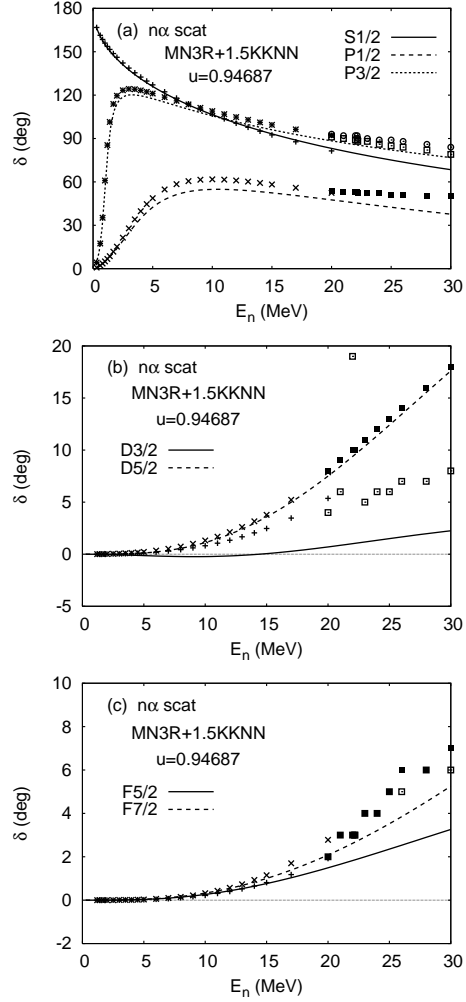 180
150
120
90
60
30
0
δ (deg)
(a) nα scat
MN3R+1.5KKNN
u=0.94687
S1/2
P1/2
P3/2
0 5 10 15 20 25 30
E_n (MeV)
20
15
10
5
0
-5
δ (deg)
(b) nα scat
MN3R+1.5KKNN
u=0.94687
D3/2
D5/2
0 5 10 15 20 25 30
E_n (MeV)
10
8
6
4
2
0
-2
δ (deg)
(c) nα scat
MN3R+1.5KKNN
u=0.94687
F5/2
F7/2
0 5 10 15 20 25 30
E_n (MeV)